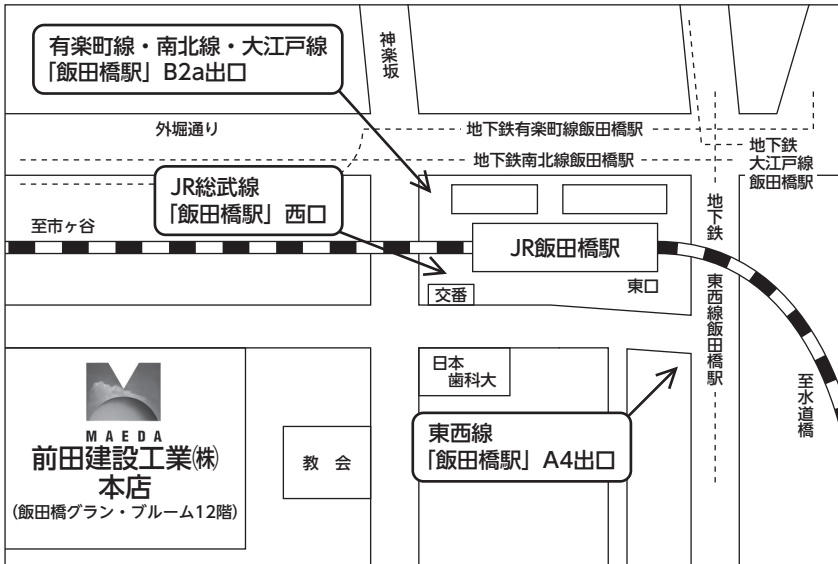 有楽町線・南北線・大江戸線
「飯田橋駅」B2a出口
神楽坂
外堀通り
地下鉄有楽町線飯田橋駅
地下鉄南北線飯田橋駅
地下鉄
大江戸線
飯田橋駅
JR総武線
「飯田橋駅」西口
至市ヶ谷
JR飯田橋駅
東口
交番
地下鉄 東西線飯田橋駅
至水道橋
日本
歯科大
東西線
「飯田橋駅」A4出口
教 会
MAEDA
前田建設工業㈱
本店
(飯田橋グラン・ブルーム12階)